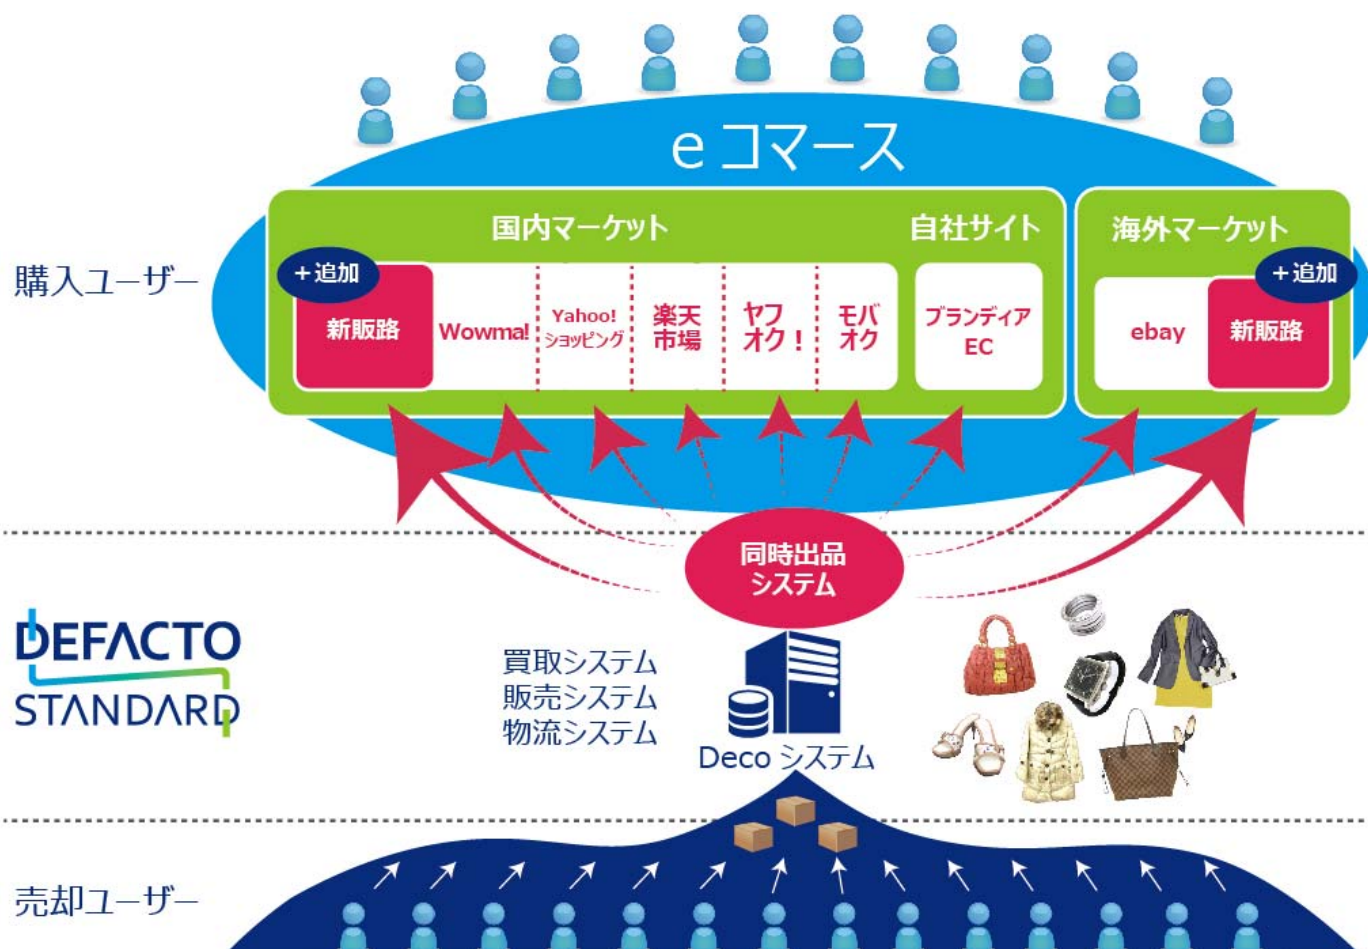 e コマース
国内マーケット
自社サイト
海外マーケット
購入ユーザー
+追加
新販路
Wowma!
Yahoo!
ショッピング
楽天
市場
ヤフ
オク！
モバ
オク
ブランディア
EC
ebay
+追加
新販路
同時出品
システム
DEFACTO
STANDARD
買取システム
販売システム
物流システム
Deco システム
売却ユーザー